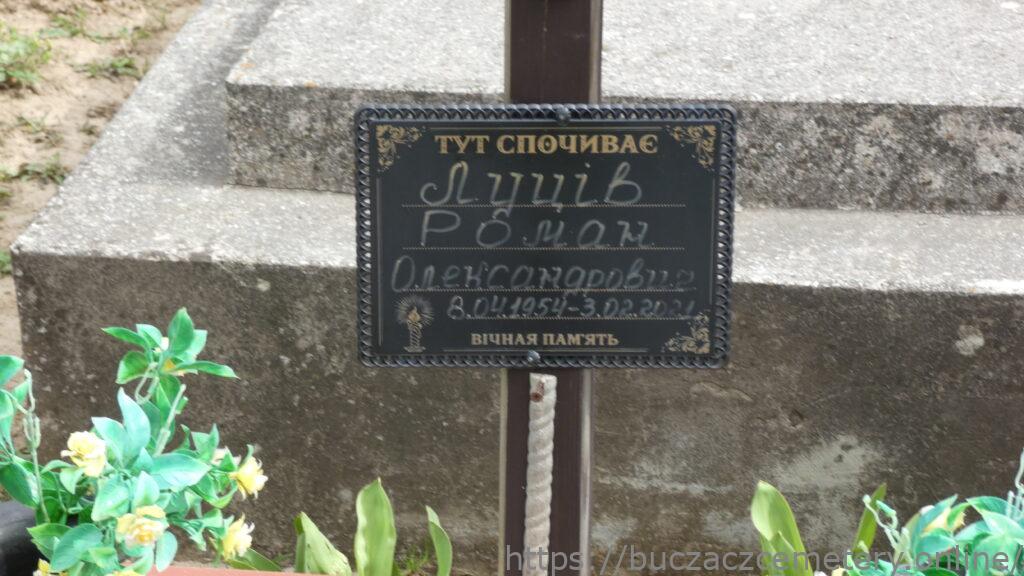 ТУТ СПОЧИВАЄ
Луців
Роман
Олександрович
8.04.1954-3.02.2021
ВІЧНАЯ ПАМ'ЯТЬ
https://buczaczcemetery.online/